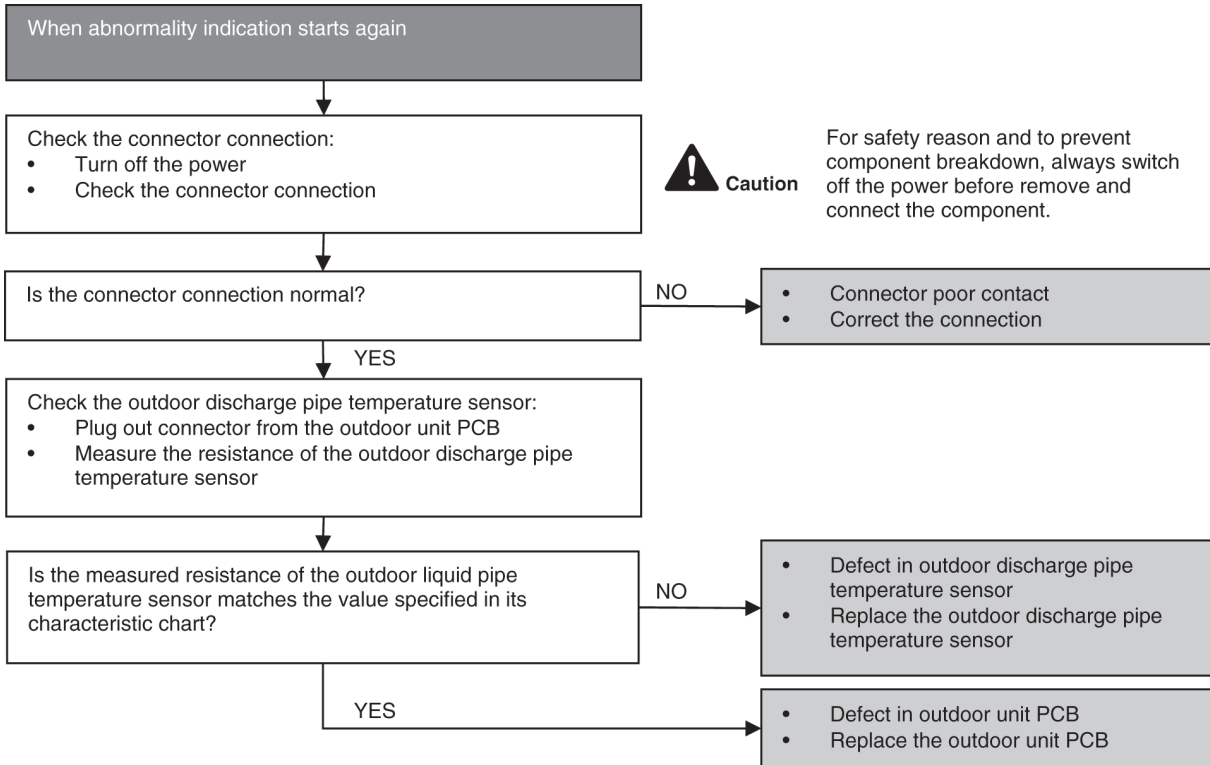 When abnormality indication starts again
Check the connector connection:
• Turn off the power
• Check the connector connection
Caution
For safety reason and to prevent
component breakdown, always switch
off the power before remove and
connect the component.
Is the connector connection normal?
NO
• Connector poor contact
• Correct the connection
YES
Check the outdoor discharge pipe temperature sensor:
• Plug out connector from the outdoor unit PCB
• Measure the resistance of the outdoor discharge pipe
temperature sensor
Is the measured resistance of the outdoor liquid pipe
temperature sensor matches the value specified in its
characteristic chart?
NO
• Defect in outdoor discharge pipe
temperature sensor
• Replace the outdoor discharge pipe
temperature sensor
YES
• Defect in outdoor unit PCB
• Replace the outdoor unit PCB